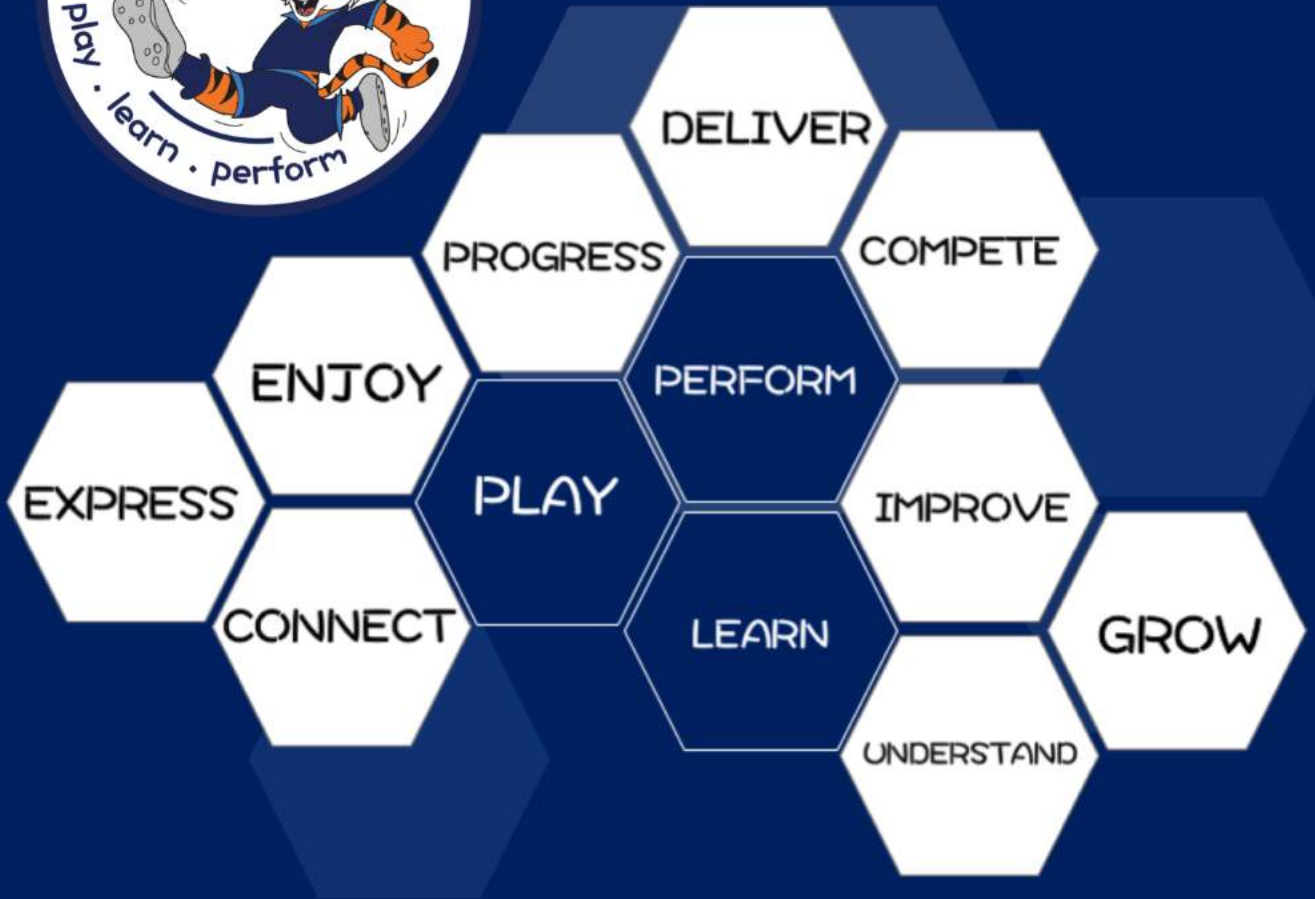 play . learn . perform
DELIVER
PROGRESS
COMPETE
ENJOY
PERFORM
EXPRESS
PLAY
IMPROVE
CONNECT
LEARN
GROW
UNDERSTAND